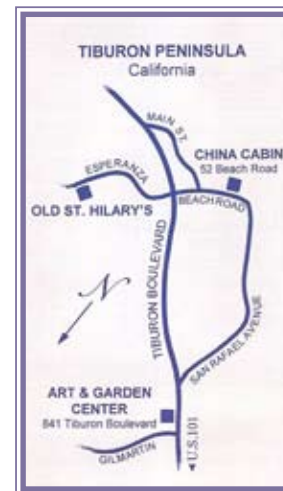 TIBURON PENINSULA
California
MAIN ST.
ESPERANZA
CHINA CABIN
52 Beach Road
BEACH ROAD
OLD ST. HILARY'S
TIBURON BOULEVARD
N
SAN RAFAEL AVENUE
ART & GARDEN
CENTER
841 Tiburon Boulevard
GILMARTIN
U.S.101